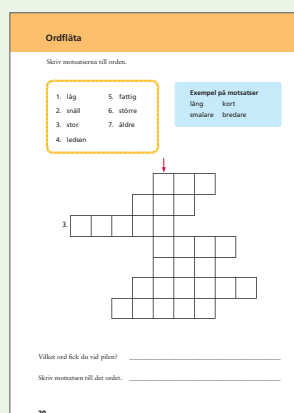 Ordfläta
Skriv motsatserna till orden.
1. låg
2. snäll
3. stor
4. ledsen
5. fattig
6. större
7. äldre
Exempel på motsatser
lång kort
smalare bredare
3.
Vilket ord fick du vid pilen?
Skriv motsatsen till det ordet.